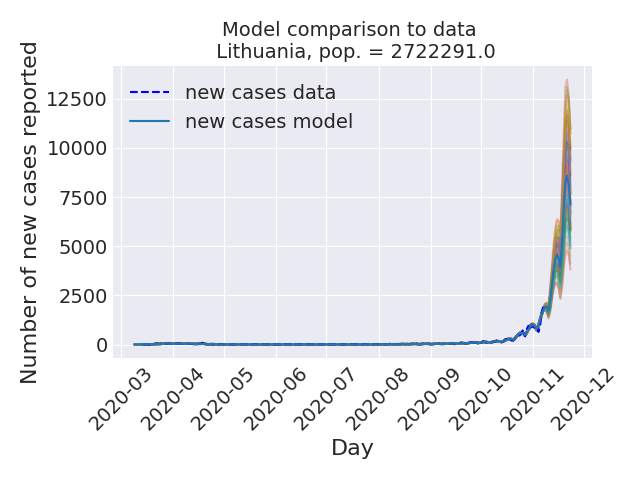 Model comparison to data
Lithuania, pop. = 2722291.0
new cases data
new cases model
Number of new cases reported
12500
10000
7500
5000
2500
0
2020-03
2020-04
2020-05
2020-06
2020-07
2020-08
2020-09
2020-10
2020-11
2020-12
Day